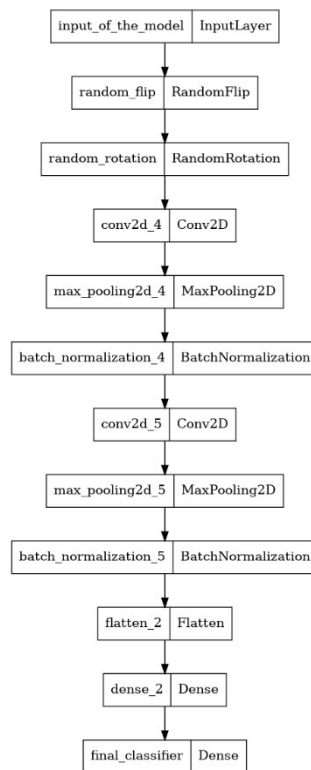 input_of_the_model InputLayer
random_flip RandomFlip
random_rotation RandomRotation
conv2d_4 Conv2D
max_pooling2d_4 MaxPooling2D
batch_normalization_4 BatchNormalization
conv2d_5 Conv2D
max_pooling2d_5 MaxPooling2D
batch_normalization_5 BatchNormalization
flatten_2 Flatten
dense_2 Dense
final_classifier Dense